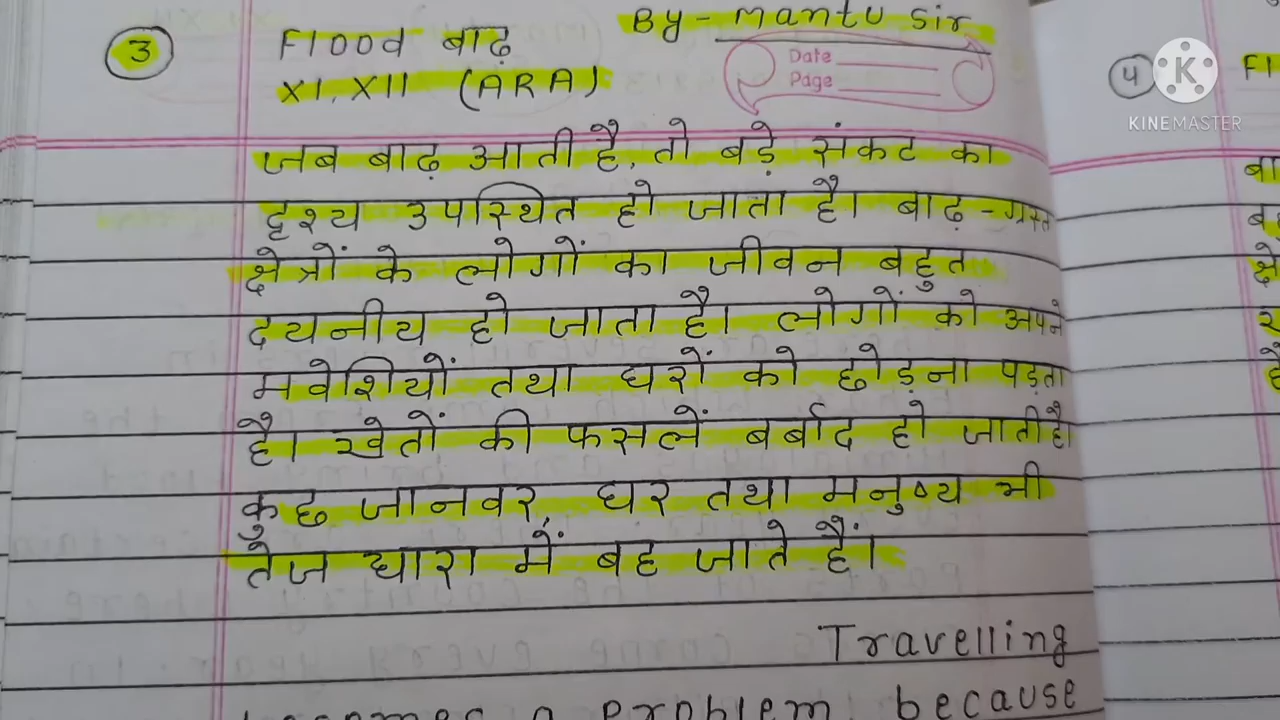 3
Flood बाढ़
By - Mantu Sir
XI, XII (ARA)
Date
Page
जब बाढ़ आती है, तो बड़े संकट का
दृश्य उपस्थित हो जाता है। बाढ़ - ग्रस्त
क्षेत्रों के लोगों का जीवन बहुत
दयनीय हो जाता है। लोगों को अपने
मवेशियों तथा घरों को छोड़ना पड़ता
है। खेतों की फसलें बर्बाद हो जाती है।
कुछ जानवर, घर तथा मनुष्य भी
तेज धारा में बह जाते हैं।
Travelling
becomes a problem because
4
Fl
K
KINEMASTER
बा